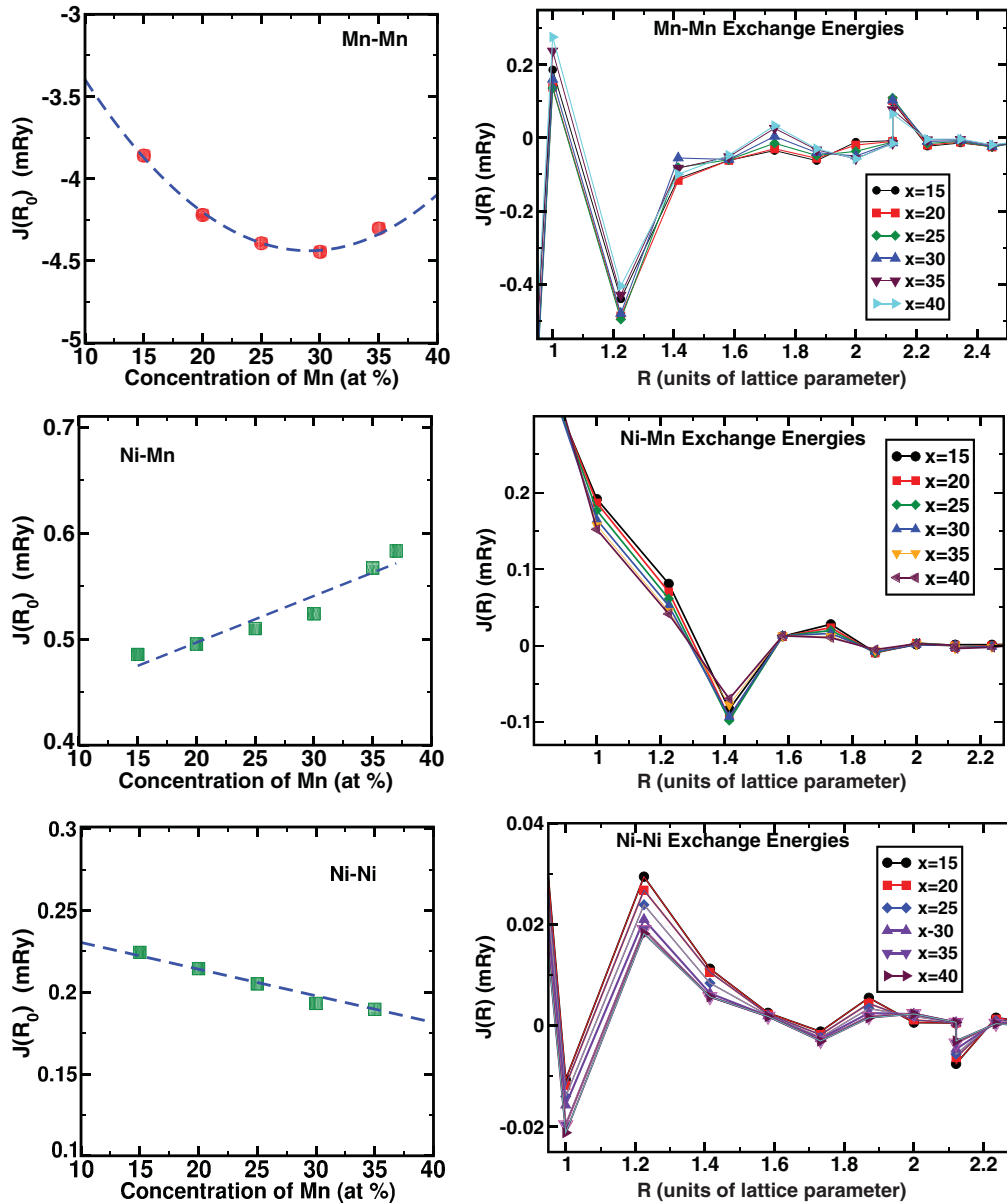 Mn-Mn
J(R0) (mRy)
-3
-3.5
-4
-4.5
-5
10 15 20 25 30 35 40
Concentration of Mn (at %)
Mn-Mn Exchange Energies
J(R) (mRy)
0.2
0
-0.2
-0.4
x=15
x=20
x=25
x=30
x=35
x=40
1 1.2 1.4 1.6 1.8 2 2.2 2.4
R (units of lattice parameter)
Ni-Mn
J(R0) (mRy)
0.7
0.6
0.5
0.4
10 15 20 25 30 35 40
Concentration of Mn (at %)
Ni-Mn Exchange Energies
J(R) (mRy)
0.2
0.1
0
-0.1
x=15
x=20
x=25
x=30
x=35
x=40
1 1.2 1.4 1.6 1.8 2 2.2
R (units of lattice parameter)
Ni-Ni
J(R0) (mRy)
0.3
0.25
0.2
0.15
0.1
10 15 20 25 30 35 40
Concentration of Mn (at %)
Ni-Ni Exchange Energies
J(R) (mRy)
0.04
0.02
0
-0.02
x=15
x=20
x=25
x-30
x=35
x=40
1 1.2 1.4 1.6 1.8 2 2.2
R (units of lattice parameter)